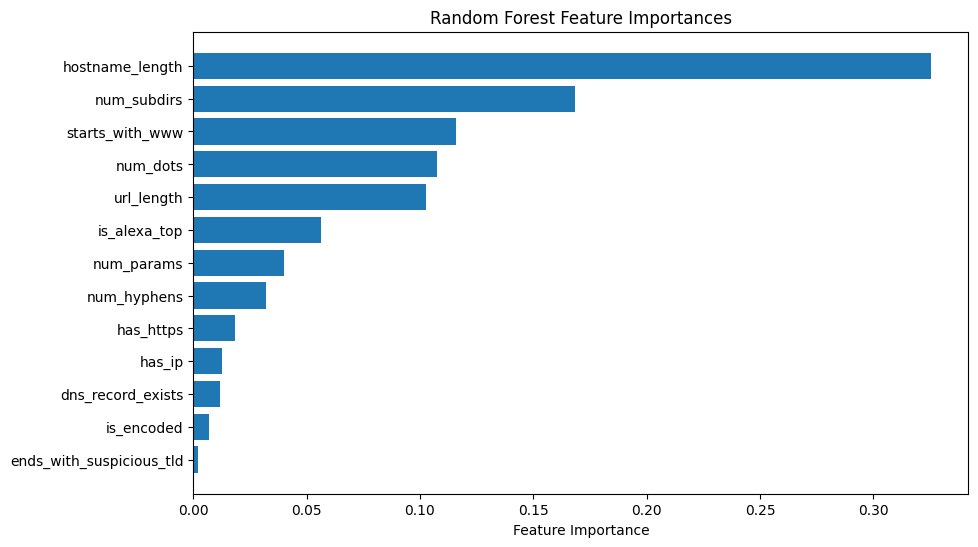 Random Forest Feature Importances
hostname_length
num_subdirs
starts_with_www
num_dots
url_length
is_alexa_top
num_params
num_hyphens
has_https
has_ip
dns_record_exists
is_encoded
ends_with_suspicious_tld
0.00 0.05 0.10 0.15 0.20 0.25 0.30
Feature Importance